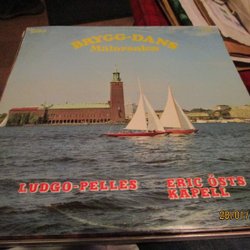 BRYGG-DANS
Mälarvalsen
LUDGO-PELLES
ERIC ÖSTS
KAPELL